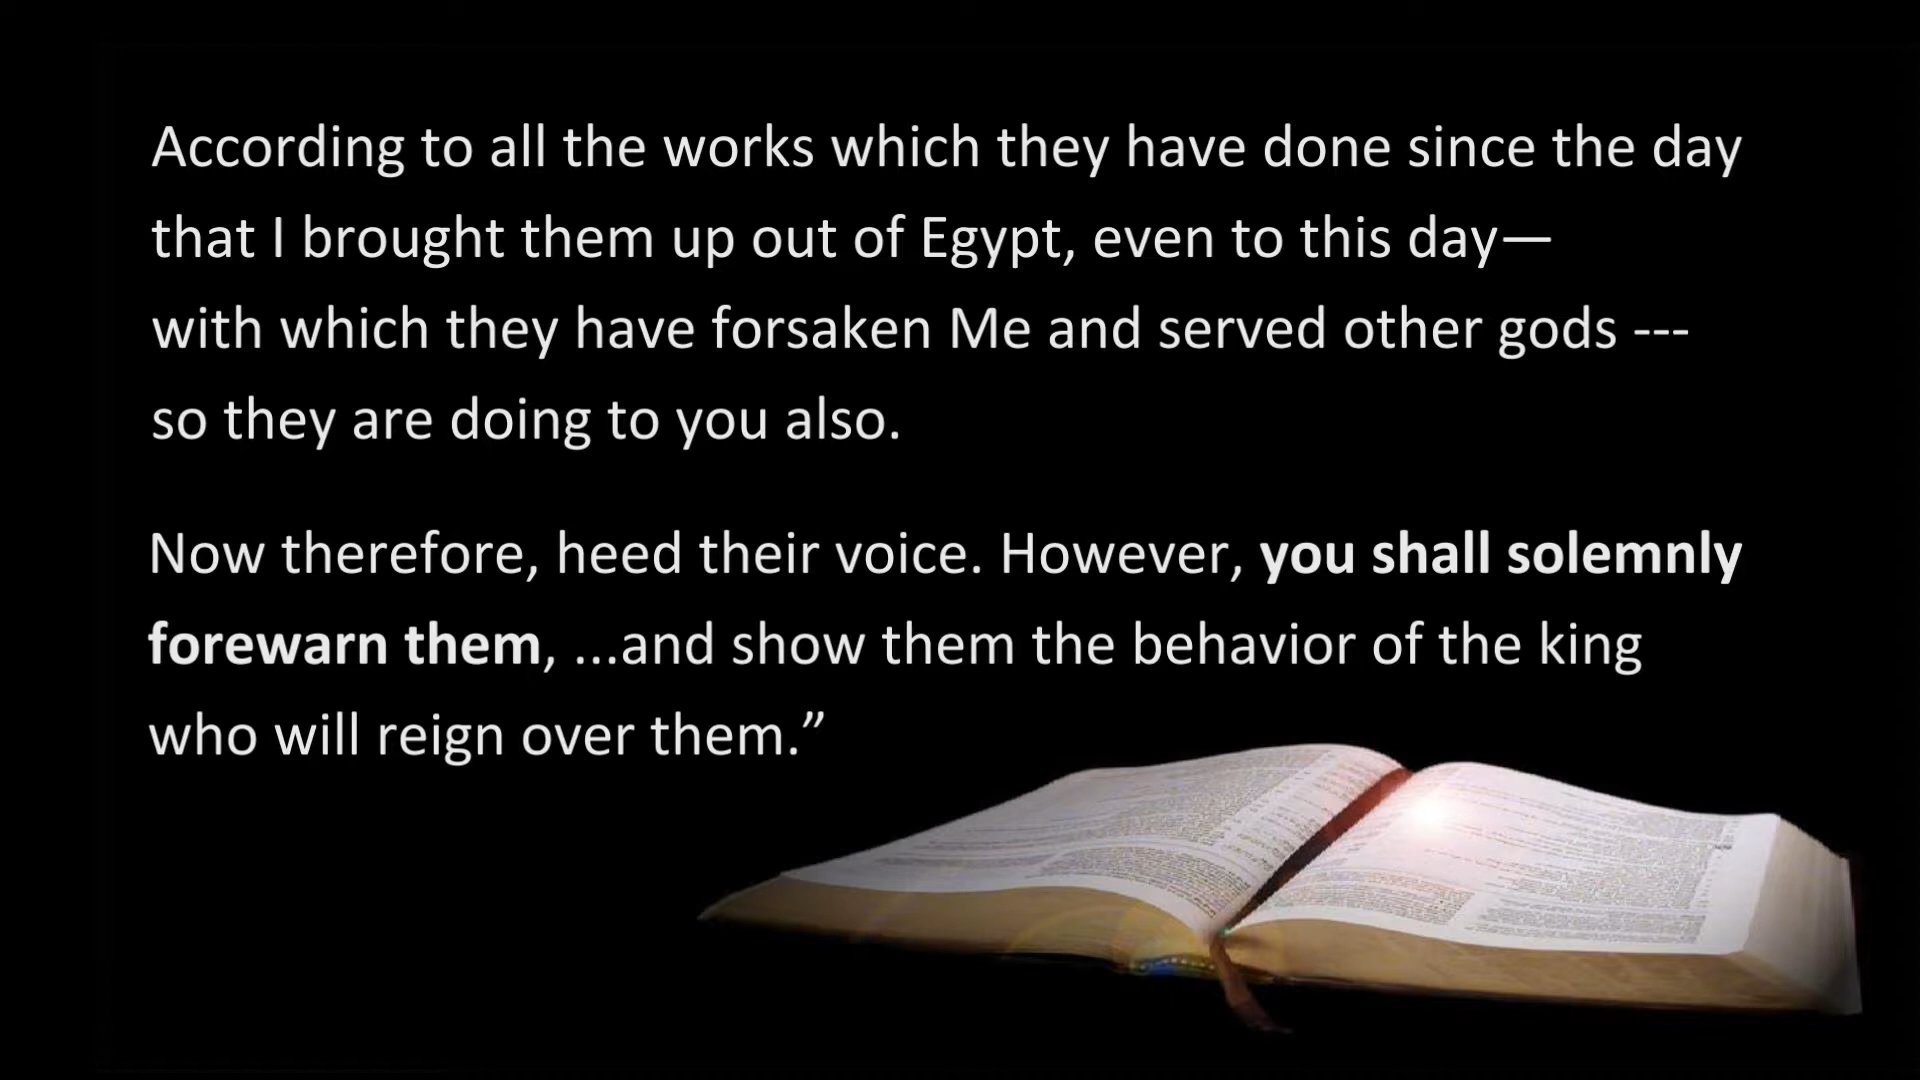 According to all the works which they have done since the day
that I brought them up out of Egypt, even to this day—
with which they have forsaken Me and served other gods ---
so they are doing to you also.
Now therefore, heed their voice. However, you shall solemnly
forewarn them, ...and show them the behavior of the king
who will reign over them.”